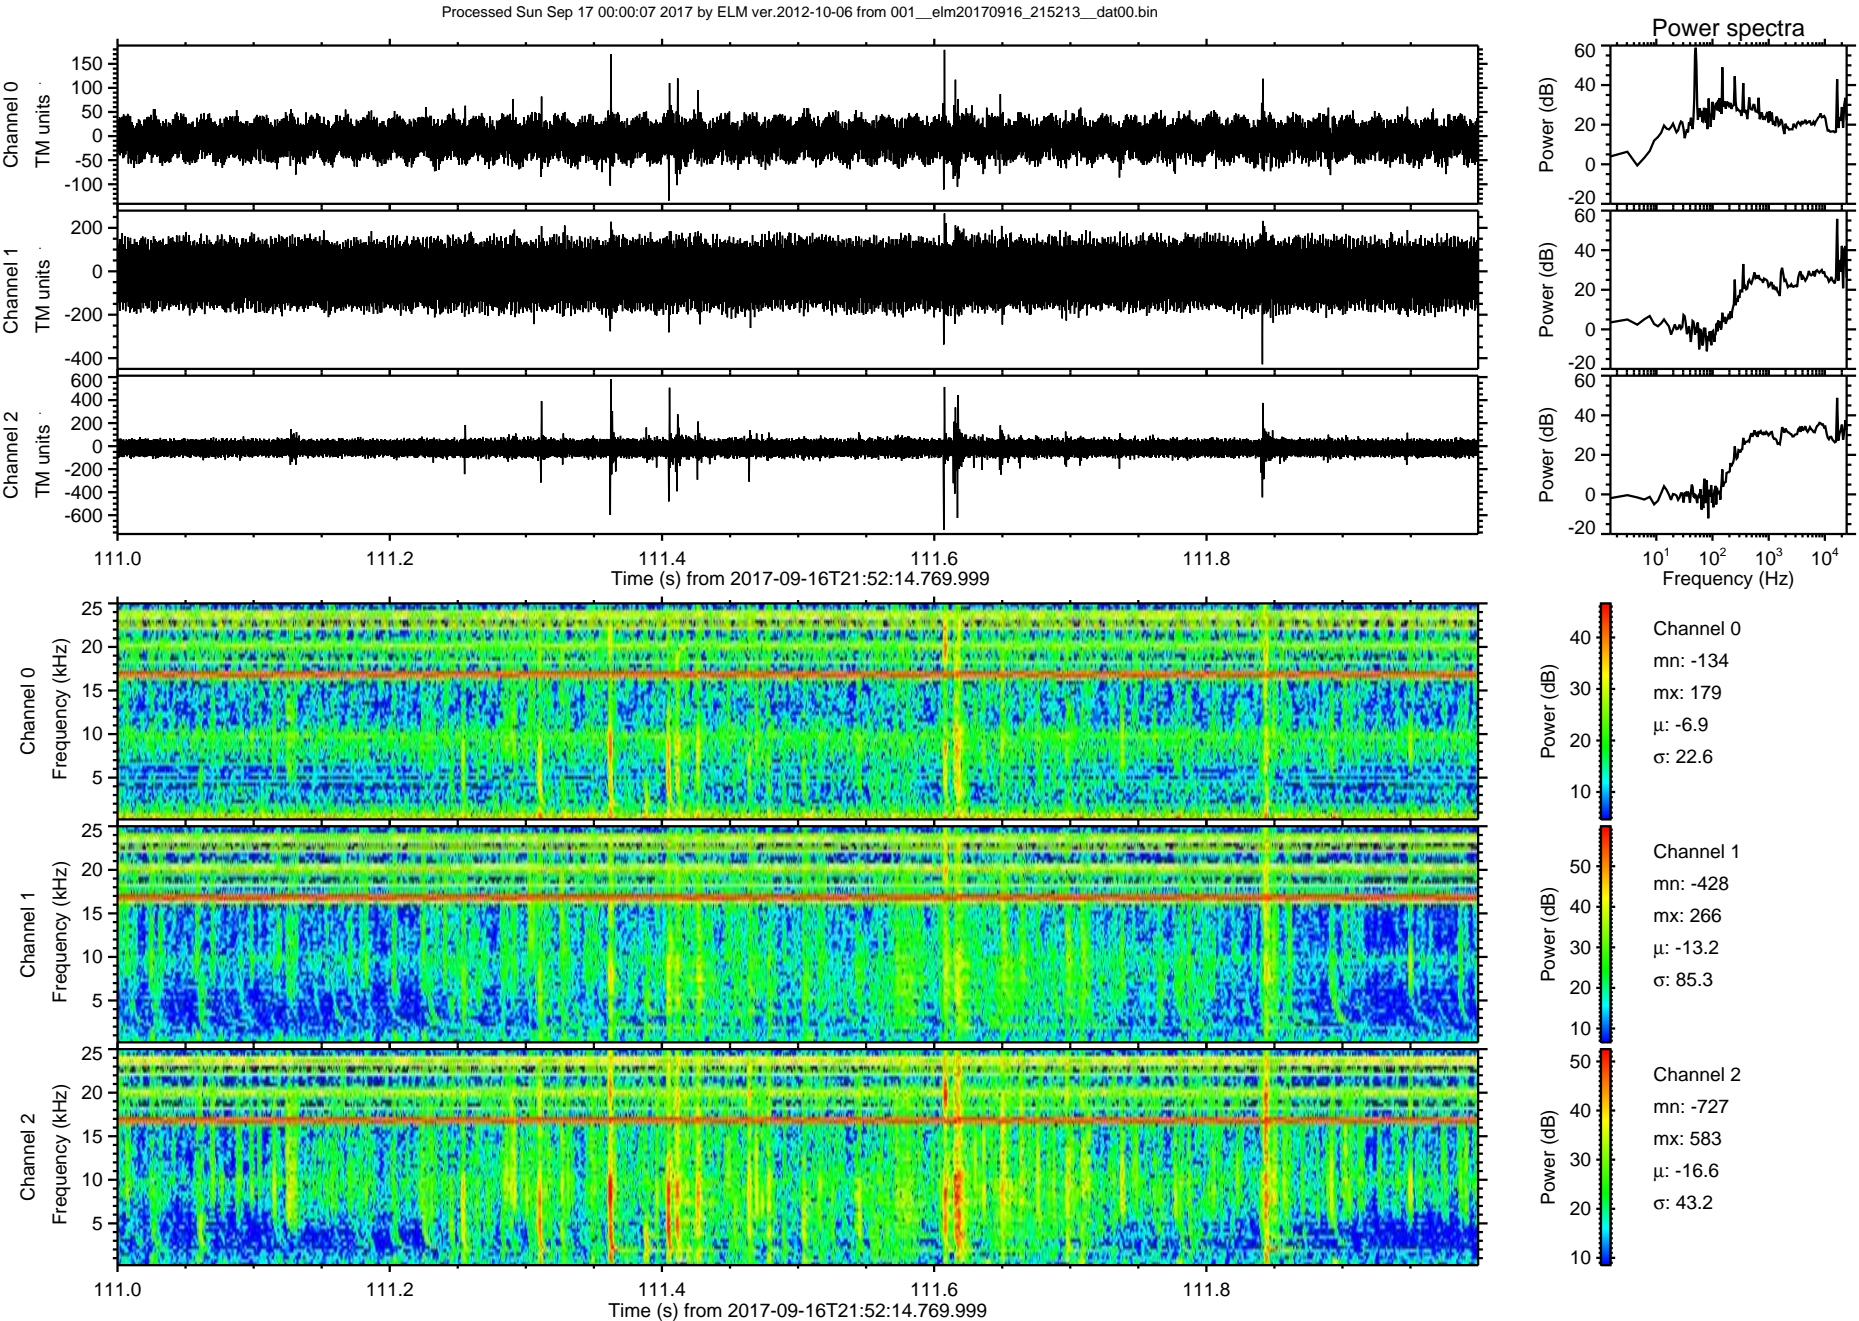 Processed Sun Sep 17 00:00:07 2017 by ELM ver.2012-10-06 from 001__elm20170916_215213__dat00.bin
Power spectra
Channel 0
TM units
150
100
50
0
-50
-100
Power (dB)
60
40
20
0
-20
Channel 1
TM units
200
0
-200
-400
Power (dB)
60
40
20
0
-20
Channel 2
TM units
600
400
200
0
-200
-400
-600
Power (dB)
60
40
20
0
-20
111.0 111.2 111.4 111.6 111.8
Time (s) from 2017-09-16T21:52:14.769.999
10¹ 10² 10³ 10⁴
Frequency (Hz)
Channel 0
Frequency (kHz)
25
20
15
10
5
Power (dB)
40
30
20
10
Channel 0
mn: -134
mx: 179
μ: -6.9
σ: 22.6
Channel 1
Frequency (kHz)
25
20
15
10
5
Power (dB)
50
40
30
20
10
Channel 1
mn: -428
mx: 266
μ: -13.2
σ: 85.3
Channel 2
Frequency (kHz)
25
20
15
10
5
Power (dB)
50
40
30
20
10
Channel 2
mn: -727
mx: 583
μ: -16.6
σ: 43.2
111.0 111.2 111.4 111.6 111.8
Time (s) from 2017-09-16T21:52:14.769.999